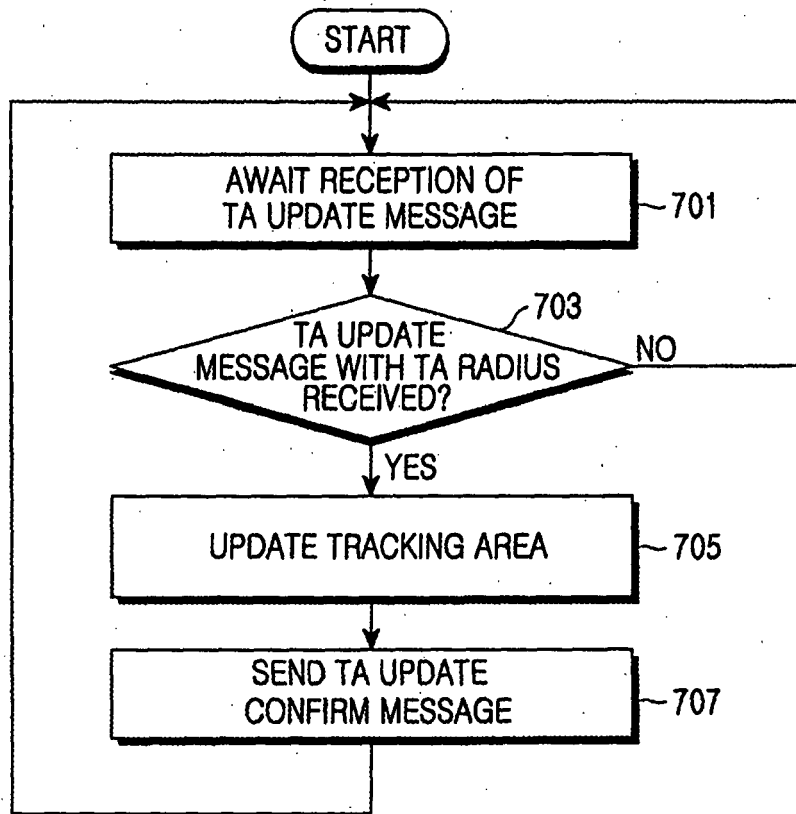 START
AWAIT RECEPTION OF
TA UPDATE MESSAGE
701
703
TA UPDATE
MESSAGE WITH TA RADIUS
RECEIVED?
NO
YES
UPDATE TRACKING AREA
705
SEND TA UPDATE
CONFIRM MESSAGE
707